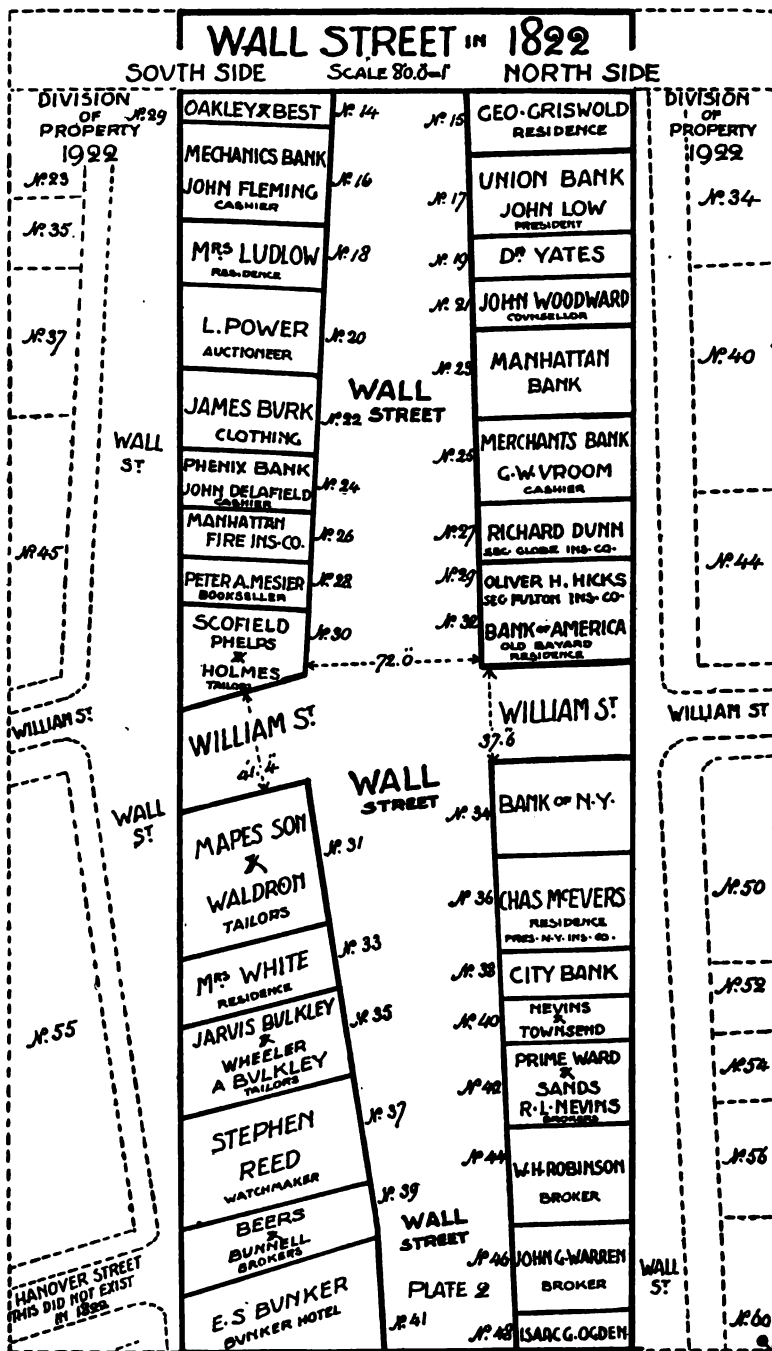 WALL STREET IN 1822
SOUTH SIDE
SCALE 80.0=1"
NORTH SIDE
DIVISION
OF
PROPERTY
1922
No. 29
No. 23
No. 35
No. 37
No. 45
WALL
ST
WILLIAM ST
WALL
ST
No. 55
HANOVER STREET
THIS DID NOT EXIST
IN 1822
OAKLEY & BEST
No. 14
MECHANICS BANK
JOHN FLEMING
CASHIER
No. 16
MRS LUDLOW
RESIDENCE
No. 18
L. POWER
AUCTIONEER
No. 20
JAMES BURK
CLOTHING
No. 22
PHENIX BANK
JOHN DELAFIELD
CASHIER
No. 24
MANHATTAN
FIRE INS-CO.
No. 26
PETER A. MESIER
BOOKSELLER
No. 28
SCOFIELD
PHELPS
&
HOLMES
TAILORS
No. 30
WALL
STREET
72.0
WILLIAM ST.
41.4
37.6
WILLIAM ST
WALL
STREET
MAPES SON
&
WALDRON
TAILORS
No. 31
MRS WHITE
RESIDENCE
No. 33
JARVIS BULKLEY
&
WHEELER
A BULKLEY
TAILORS
No. 35
STEPHEN
REED
WATCHMAKER
No. 37
BEERS
&
BUNNELL
BROKERS
No. 39
E.S BUNKER
BUNKER HOTEL
No. 41
WALL
STREET
PLATE 2
No. 15
GEO. GRISWOLD
RESIDENCE
No. 17
UNION BANK
JOHN LOW
PRESIDENT
No. 19
DR YATES
No. 21
JOHN WOODWARD
COUNSELLOR
No. 23
MANHATTAN
BANK
No. 25
MERCHANTS BANK
G.W. VROOM
CASHIER
No. 27
RICHARD DUNN
SEC GLOBE INS-CO-
No. 29
OLIVER H. HICKS
SEC FULTON INS-CO-
No. 32
BANK OF AMERICA
OLD BAYARD
RESIDENCE
No. 34
BANK OF N.Y.
No. 36
CHAS McEVERS
RESIDENCE
PRES. N.Y. INS. CO.
No. 38
CITY BANK
No. 40
NEVINS
&
TOWNSEND
No. 42
PRIME WARD
&
SANDS
R.L. NEVINS
BROKERS
No. 44
W.H. ROBINSON
BROKER
No. 46
JOHN G. WARREN
BROKER
No. 48
ISAAC G. OGDEN
DIVISION
OF
PROPERTY
1922
No. 34
No. 40
No. 44
WILLIAM ST
No. 50
No. 52
No. 54
No. 56
WALL
ST
No. 60